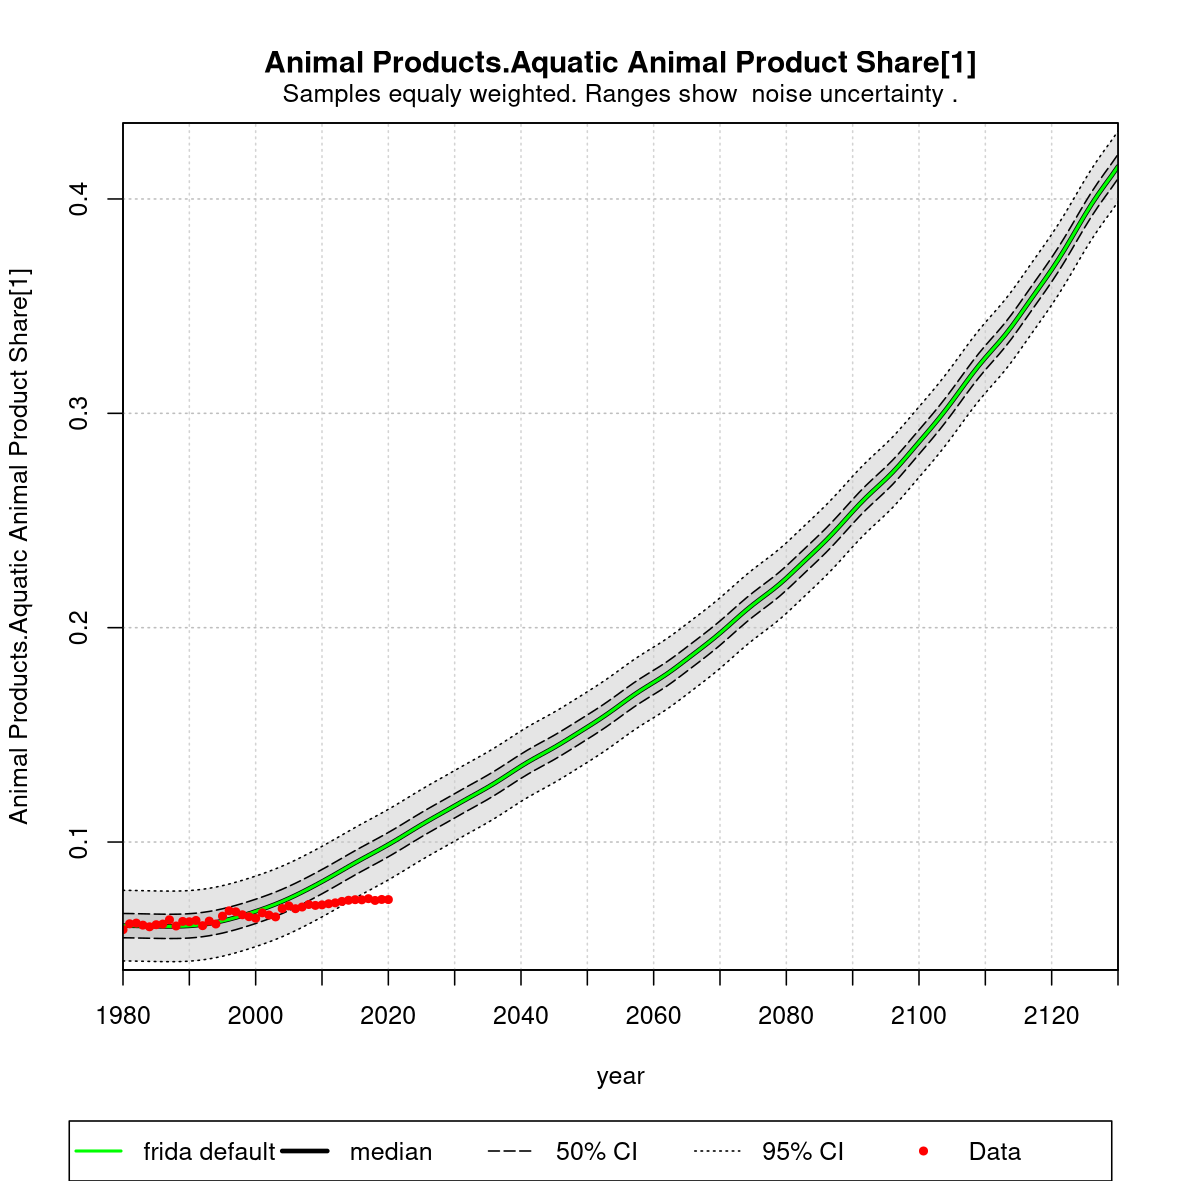 Animal Products.Aquatic Animal Product Share[1]
Samples equaly weighted. Ranges show  noise uncertainty .
Animal Products.Aquatic Animal Product Share[1]
0.4
0.3
0.2
0.1
1980 2000 2020 2040 2060 2080 2100 2120
year
frida default median 50% CI 95% CI Data